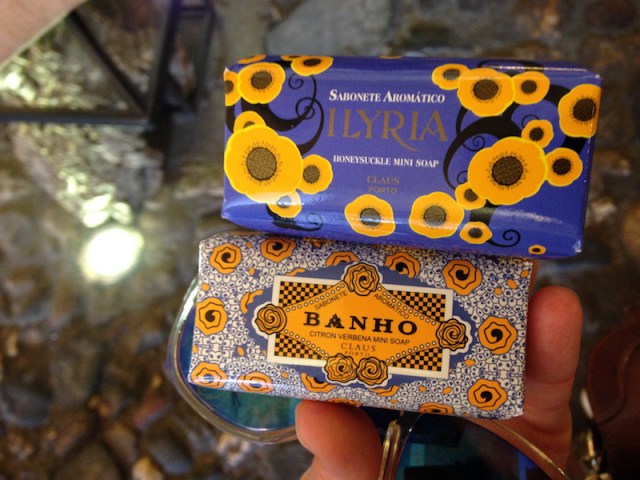 SABONETE AROMÁTICO
ILYRIA
HONEYSUCKLE MINI SOAP
CLAUS
PORTO
SABONETE AROMÁTICO
BANHO
CITRON VERBENA MINI SOAP
CLAUS
PORTO